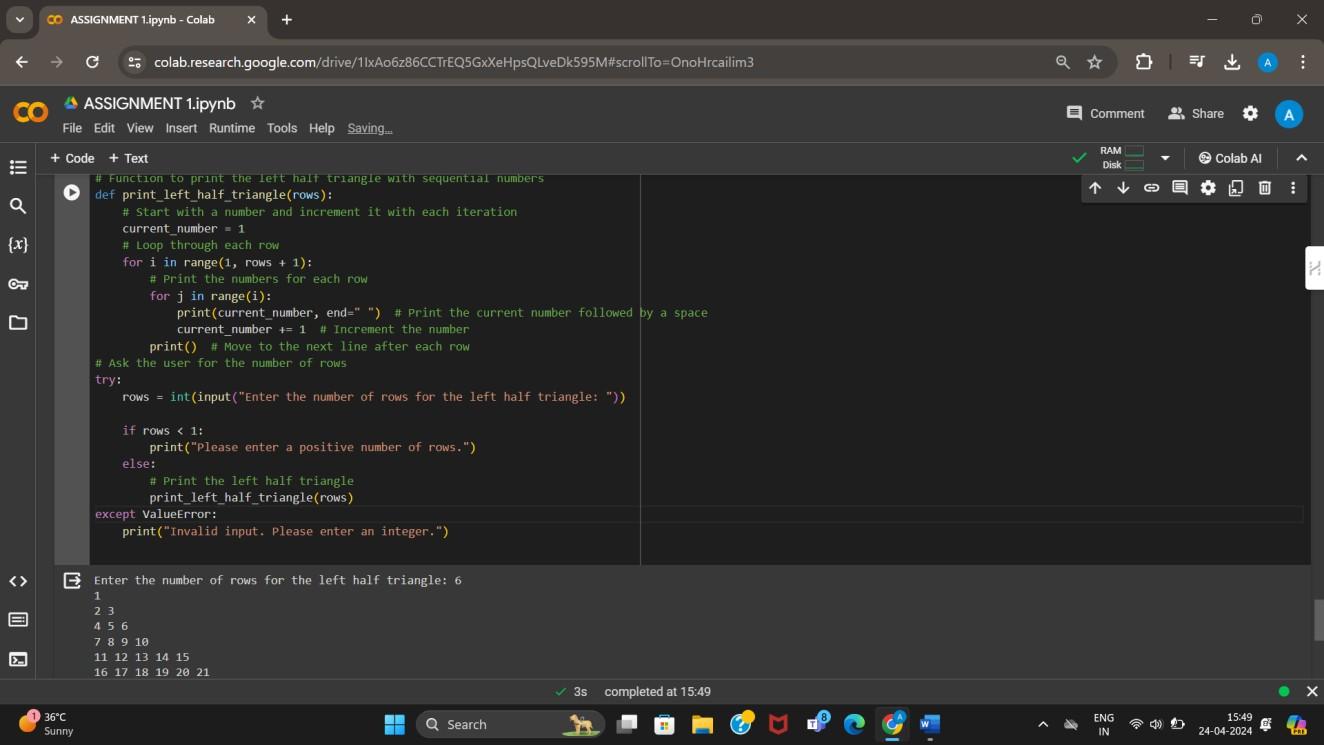 ASSIGNMENT 1.ipynb - Colab
colab.research.google.com/drive/1IxAo6z86CCTrEQ5GxXeHpsQLveDk595M#scrollTo=OnoHrcailim3
A
CO
ASSIGNMENT 1.ipynb
File Edit View Insert Runtime Tools Help Saving...
Comment
Share
A
+ Code + Text
RAM
Disk
Colab AI
# Function to print the left half triangle with sequential numbers
def print_left_half_triangle(rows):
    # Start with a number and increment it with each iteration
    current_number = 1
    # Loop through each row
    for i in range(1, rows + 1):
        # Print the numbers for each row
        for j in range(i):
            print(current_number, end=" ")  # Print the current number followed by a space
            current_number += 1  # Increment the number
        print()  # Move to the next line after each row
# Ask the user for the number of rows
try:
    rows = int(input("Enter the number of rows for the left half triangle: "))
    if rows < 1:
        print("Please enter a positive number of rows.")
    else:
        # Print the left half triangle
        print_left_half_triangle(rows)
except ValueError:
    print("Invalid input. Please enter an integer.")
{x}
Enter the number of rows for the left half triangle: 6
1
2 3
4 5 6
7 8 9 10
11 12 13 14 15
16 17 18 19 20 21
3s completed at 15:49
1
36°C
Sunny
Search
8
ENG
IN
15:49
24-04-2024